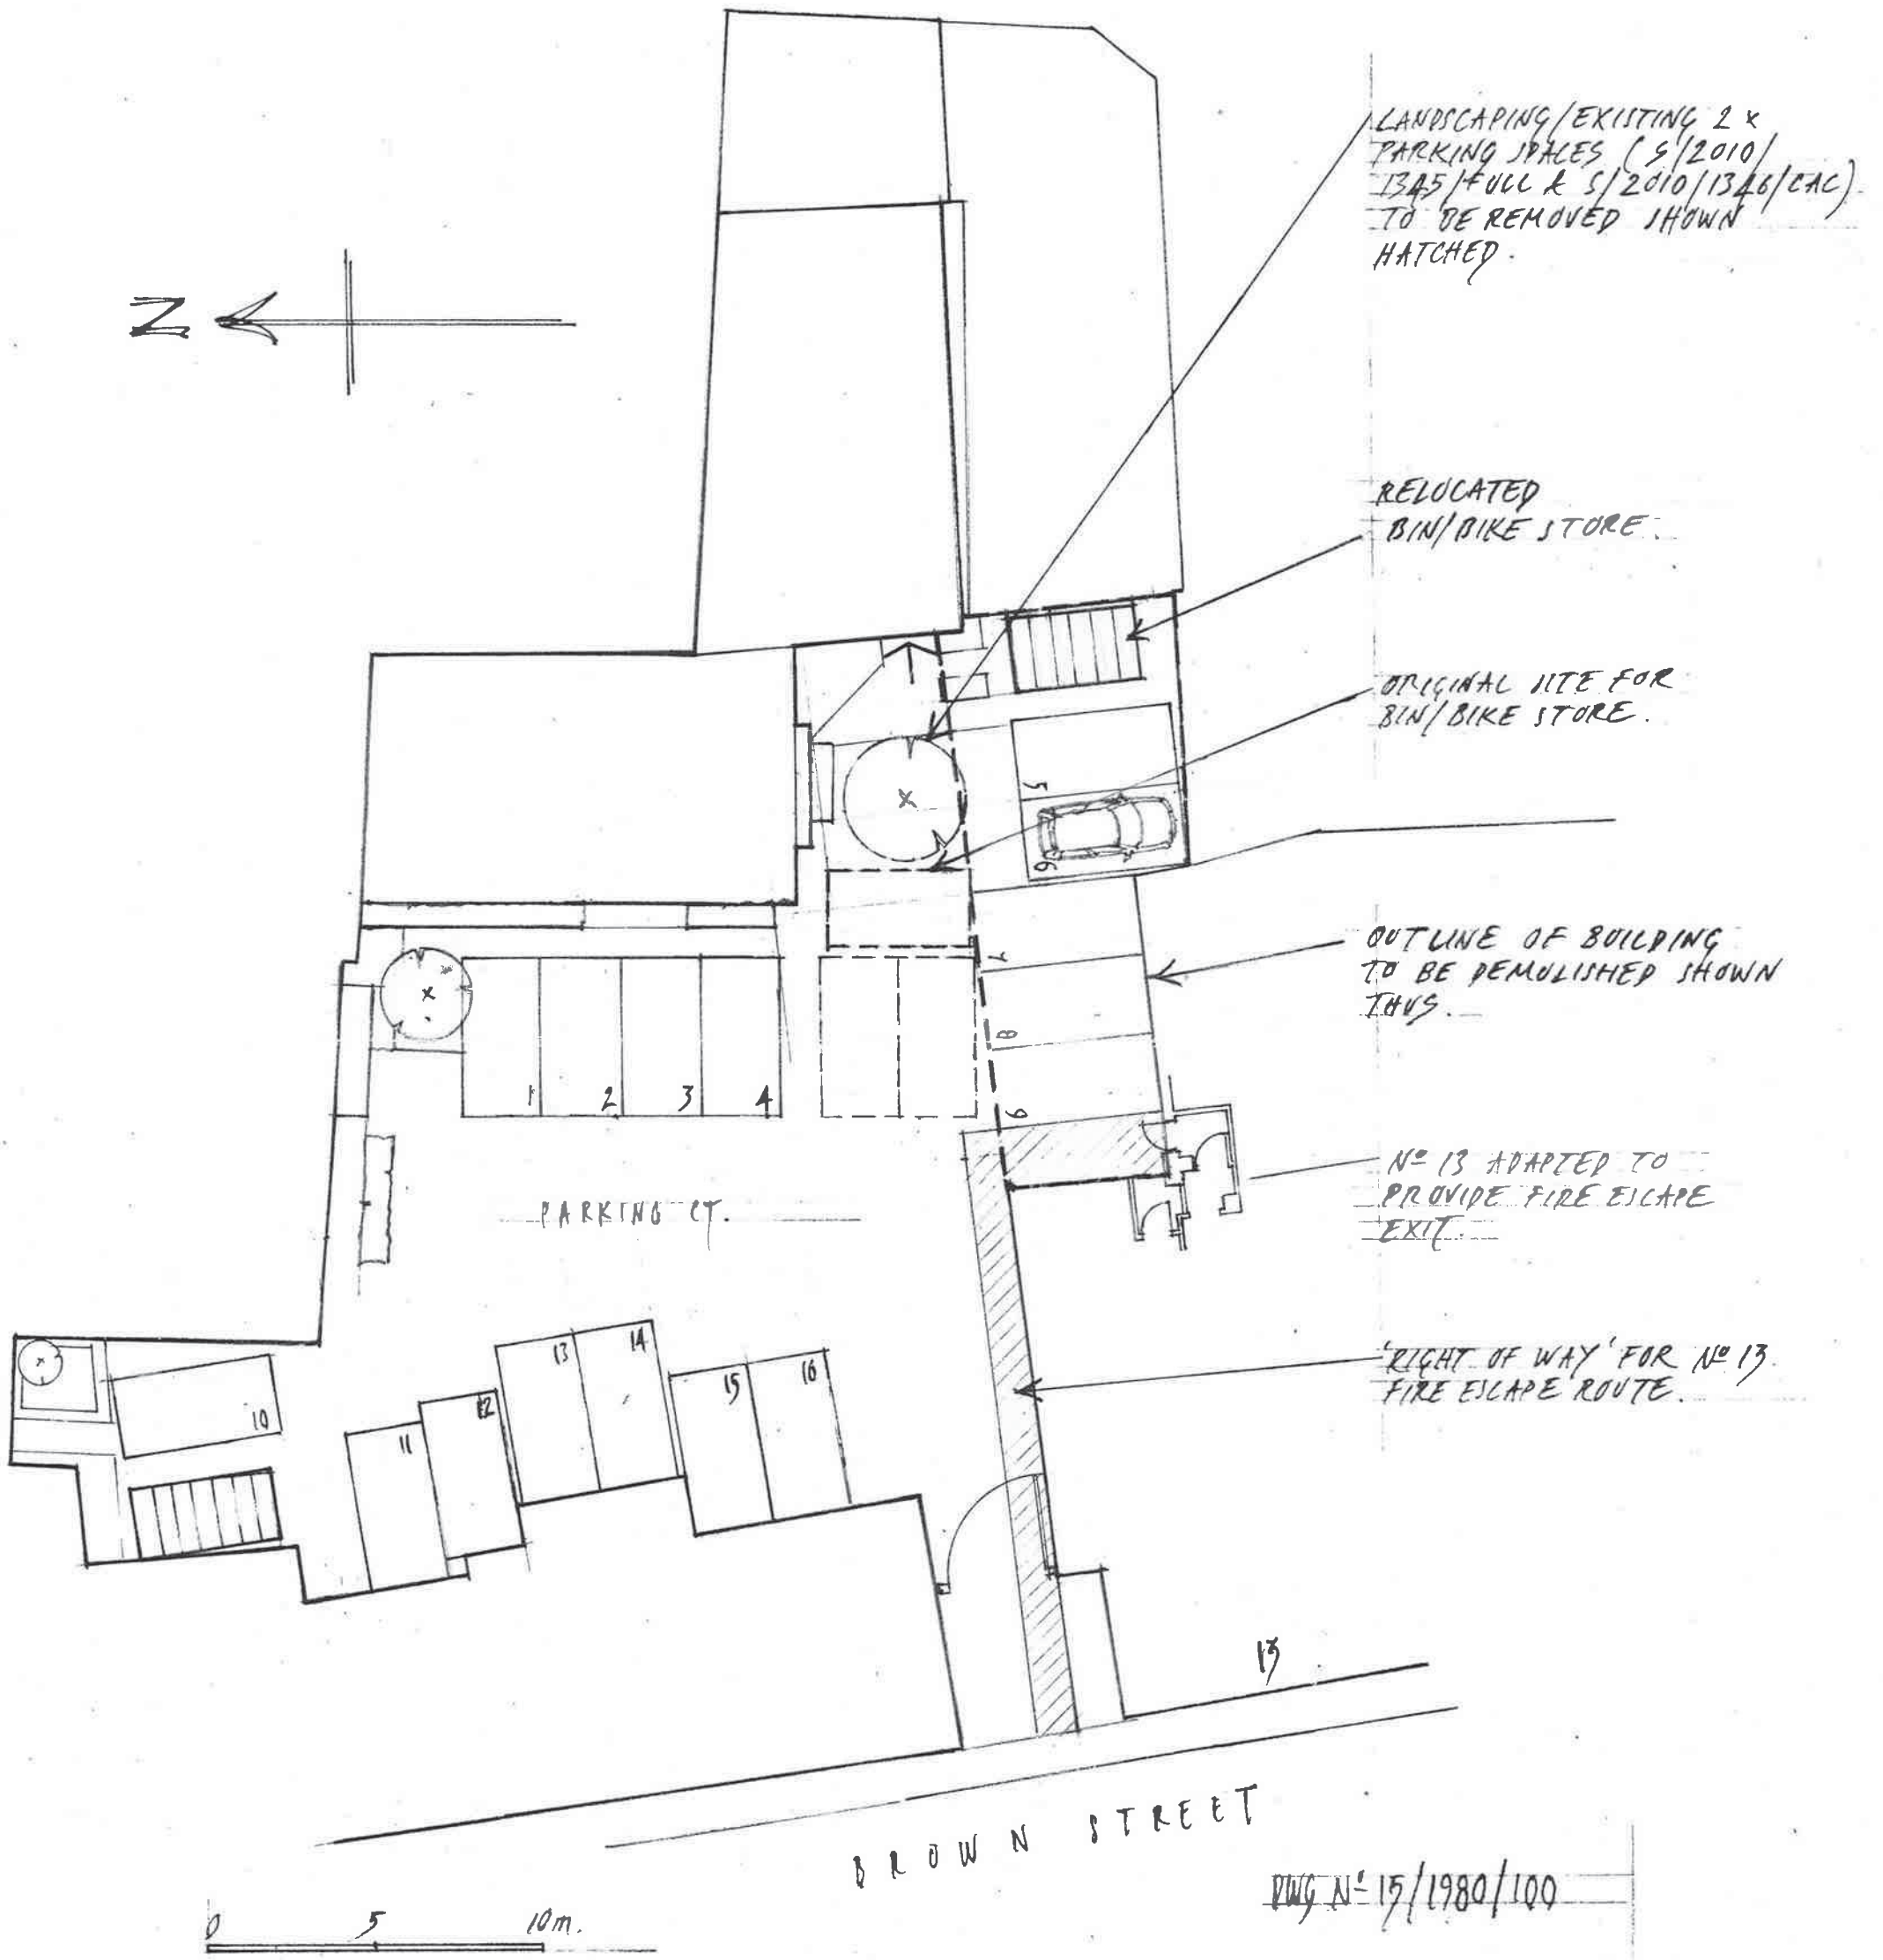 LANDSCAPING/EXISTING 2 x
PARKING SPACES (S/2010/
1345/FULL & S/2010/1346/CAC)
TO BE REMOVED SHOWN
HATCHED.
N
RELOCATED
BIN/BIKE STORE.
ORIGINAL SITE FOR
BIN/BIKE STORE.
5
6
OUTLINE OF BUILDING
TO BE DEMOLISHED SHOWN
THUS.
7
8
9
1
2
3
4
Nº 13 ADAPTED TO
PROVIDE FIRE ESCAPE
EXIT.
PARKING CT.
'RIGHT OF WAY' FOR Nº 13
FIRE ESCAPE ROUTE.
10
11
12
13
14
15
16
13
BROWN STREET
DWG Nº 15/1980/100
0 5 10m.